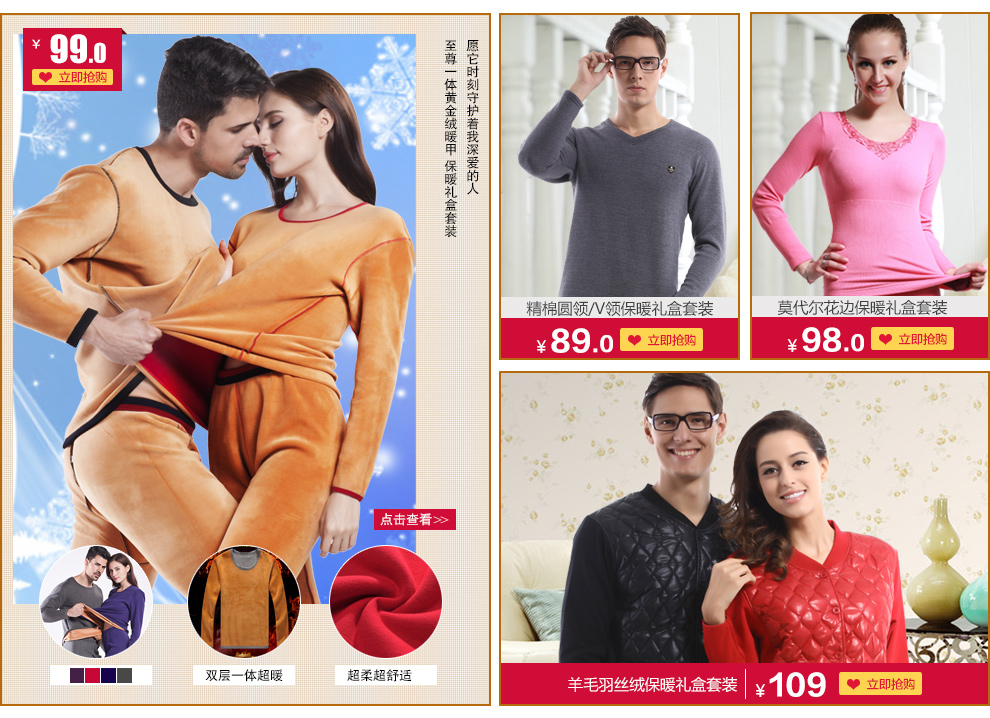 ¥ 99.0
立即抢购
愿它时刻守护着我深爱的人
至尊一体黄金绒暖甲 保暖礼盒套装
点击查看>>
双层一体超暖
超柔超舒适
精棉圆领/V领保暖礼盒套装
¥ 89.0 立即抢购
莫代尔花边保暖礼盒套装
¥ 98.0 立即抢购
羊毛羽丝绒保暖礼盒套装 ¥ 109 立即抢购